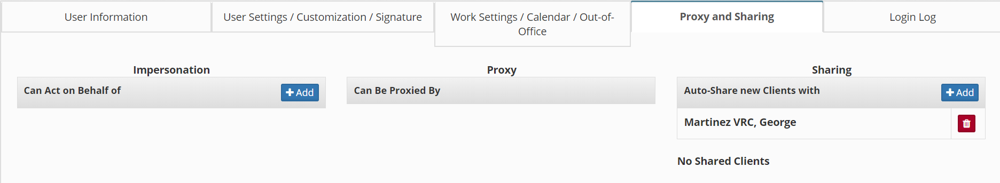 User Information
User Settings / Customization / Signature
Work Settings / Calendar / Out-of-
Office
Proxy and Sharing
Login Log
Impersonation
Can Act on Behalf of
Add
Proxy
Can Be Proxied By
Sharing
Auto-Share new Clients with
Add
Martinez VRC, George
No Shared Clients